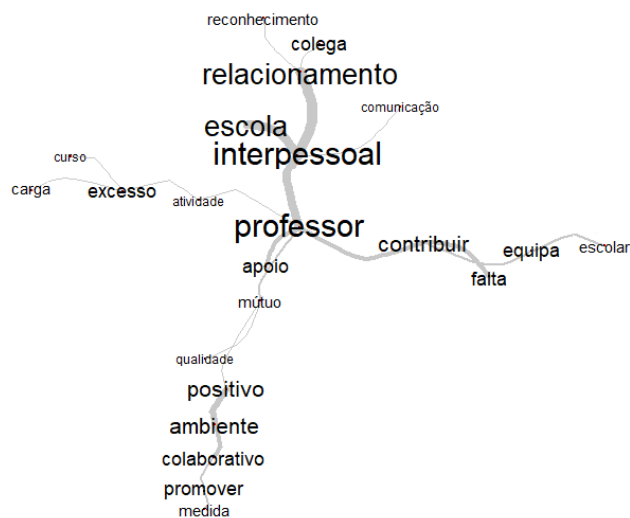 reconhecimento
colega
relacionamento
comunicação
escola
interpessoal
curso
carga
excesso
atividade
professor
contribuir
equipa
escolar
apoio
falta
mútuo
qualidade
positivo
ambiente
colaborativo
promover
medida